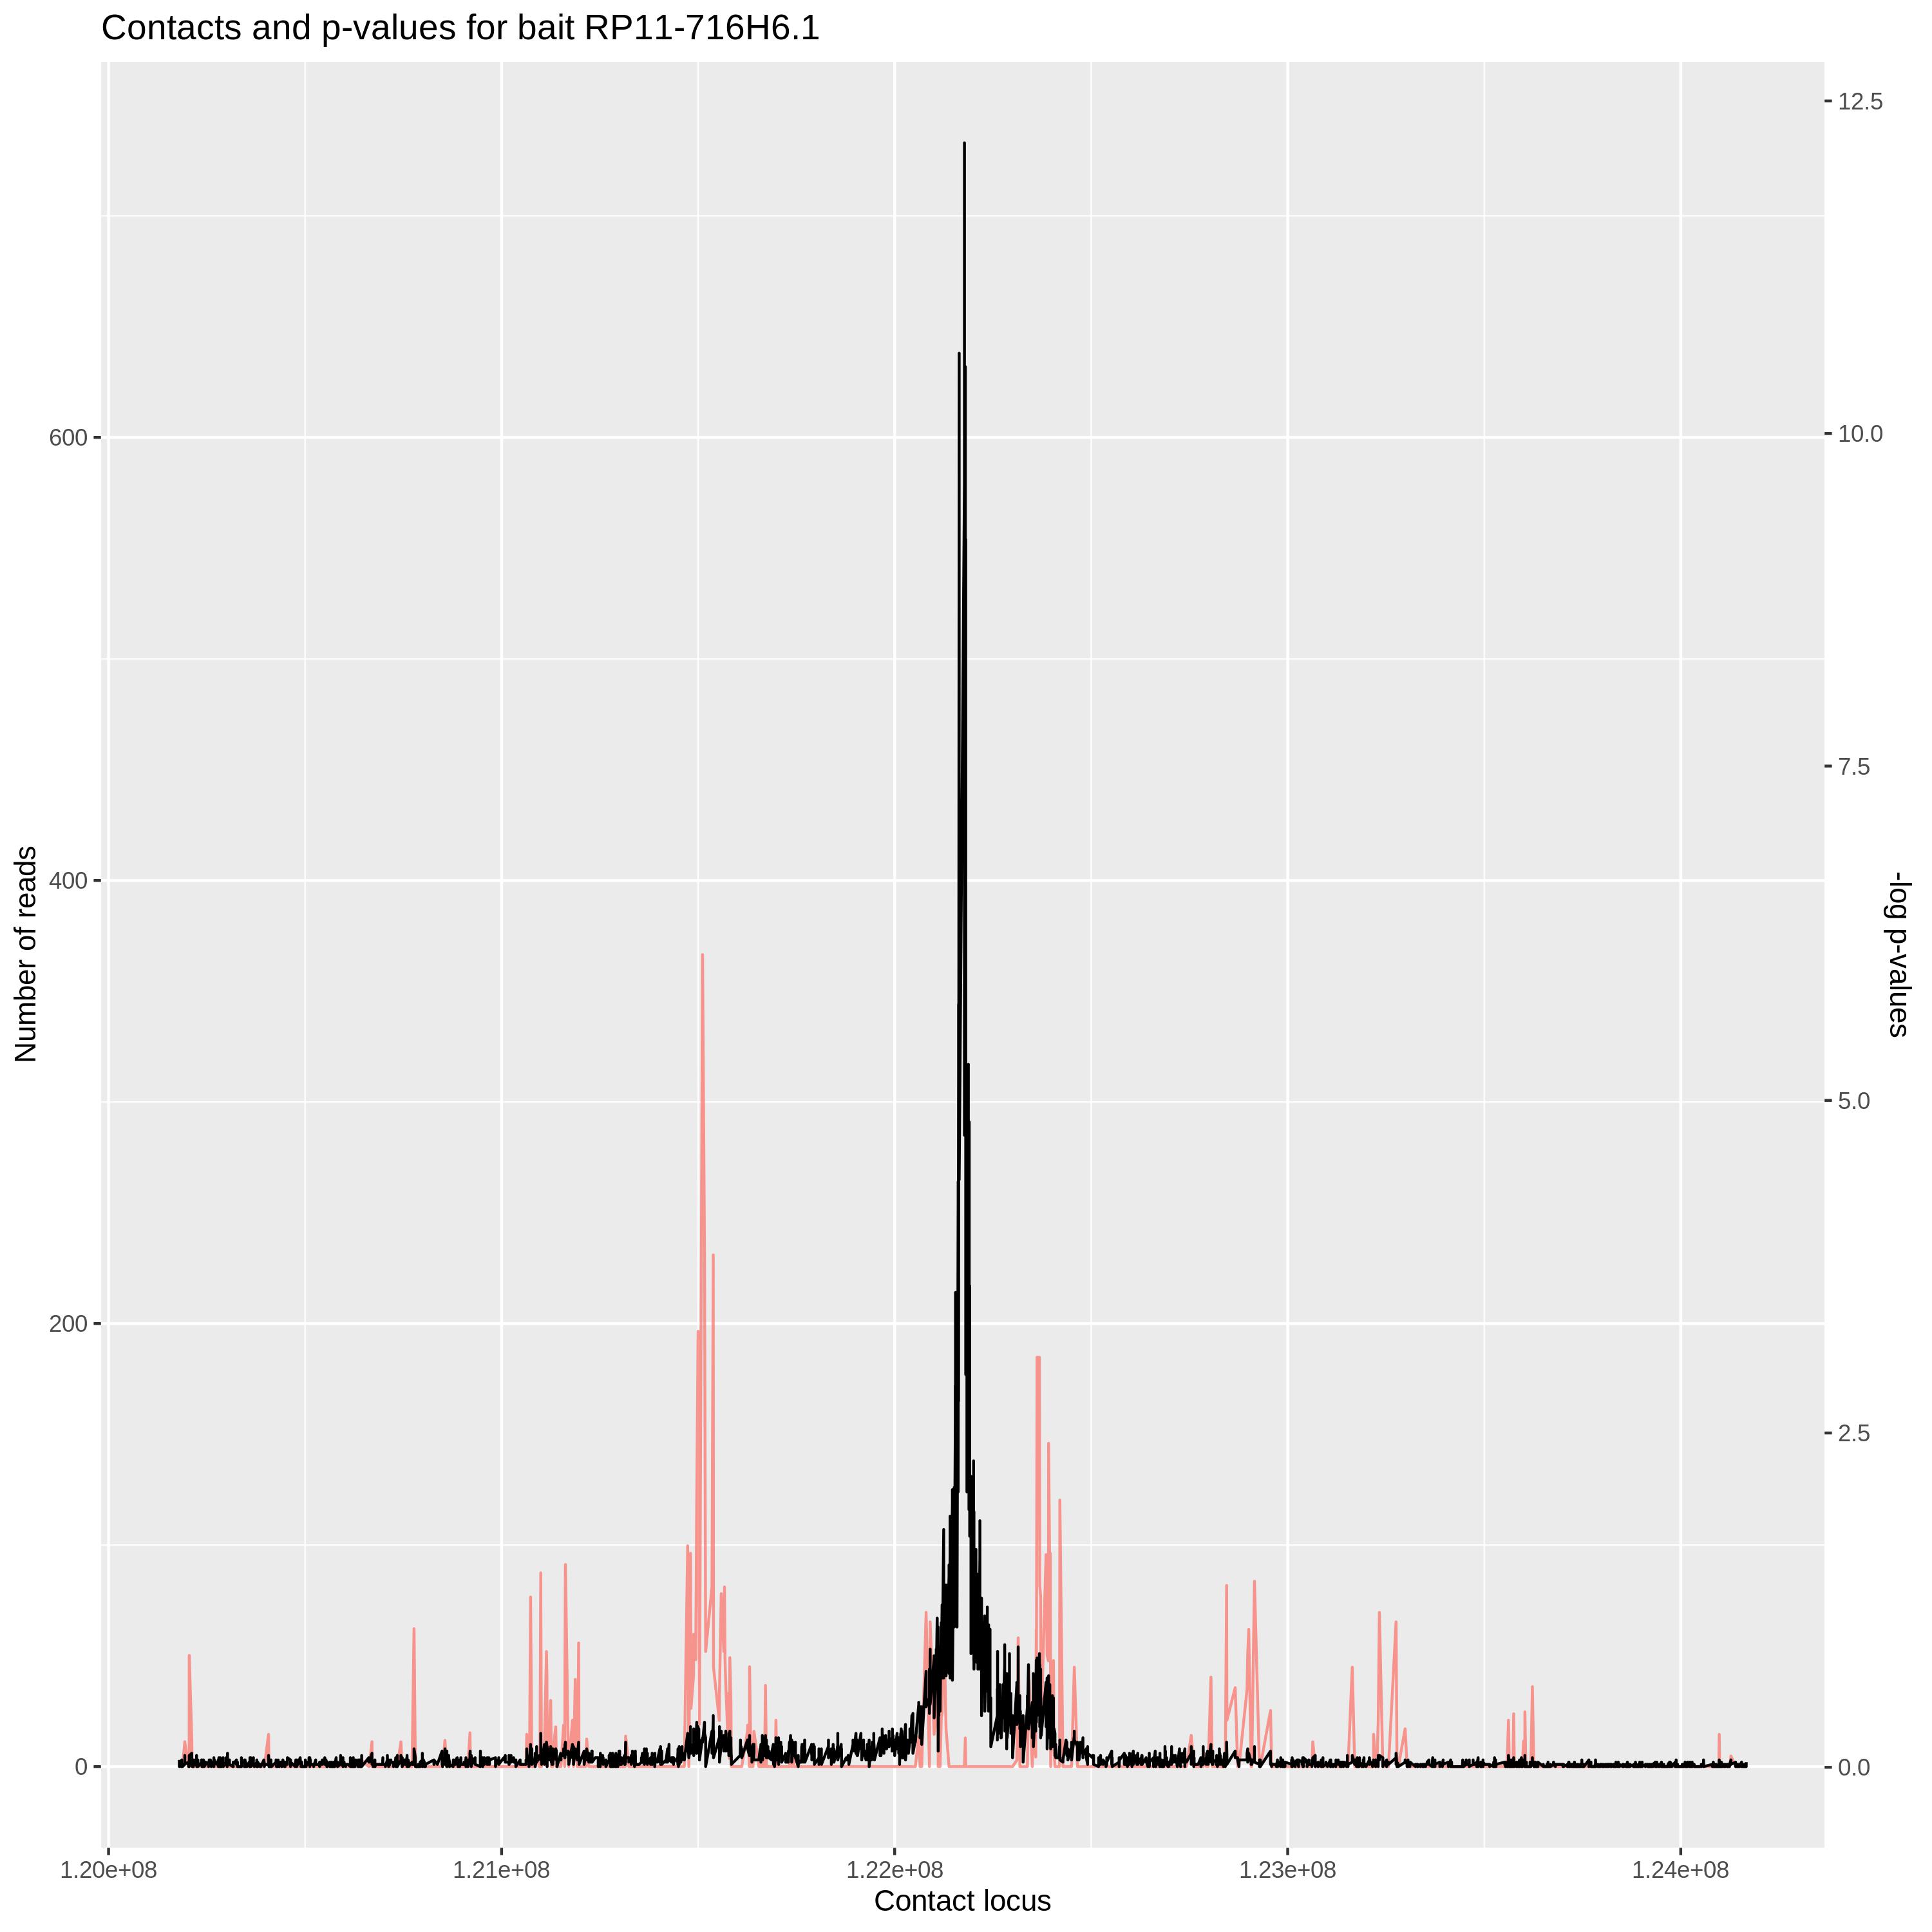 Contacts and p-values for bait RP11-716H6.1
12.5
10.0
7.5
5.0
2.5
0.0
600
400
200
0
Number of reads
-log p-values
1.20e+08 1.21e+08 1.22e+08 1.23e+08 1.24e+08
Contact locus